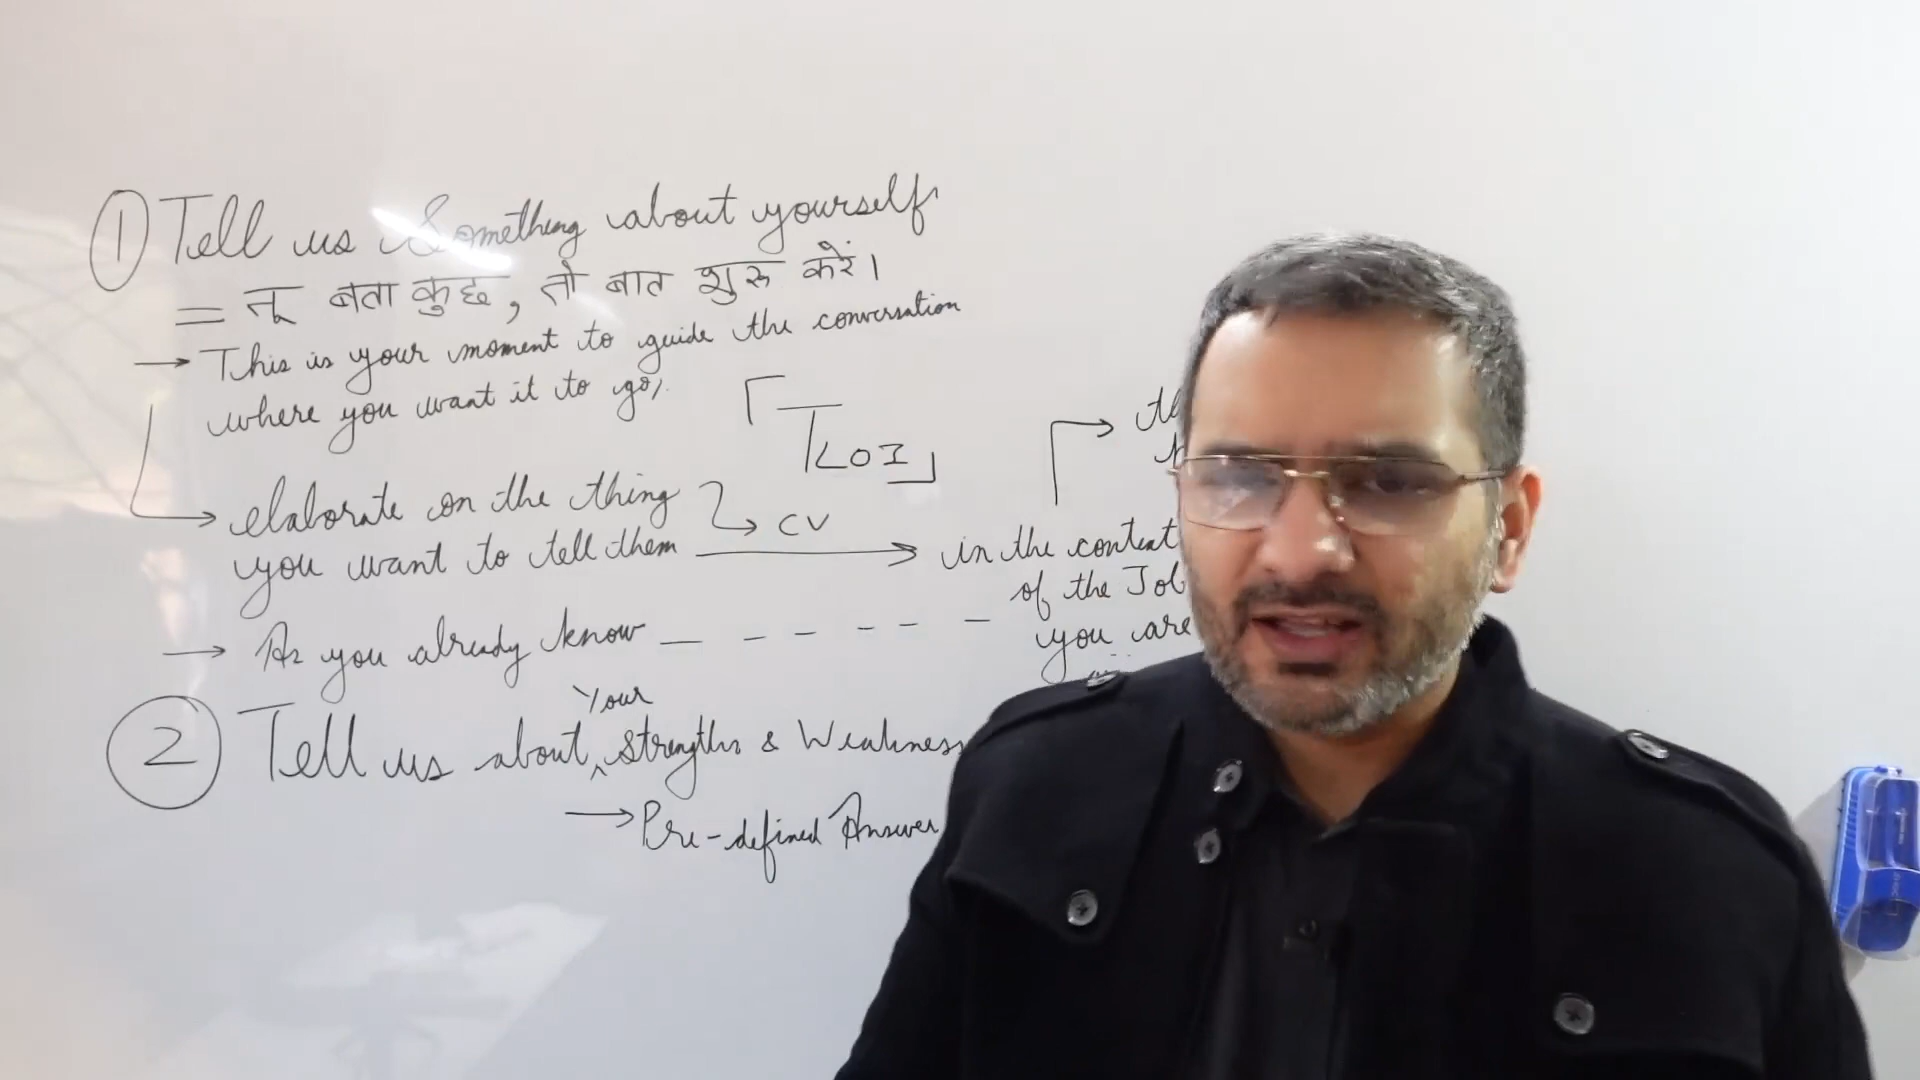 ① Tell us Something about yourself
= तू बता कुछ, तो बात शुरू करें।
→ This is your moment to guide the conversation
where you want it to go,
「TLOI」
→ elaborate on the thing
you want to tell them
→ CV
→ in the context
of the Job
you are
→ As you already know — – – – – –
② Tell us about Your Strengths & Weakness
→ Pre-defined Answer